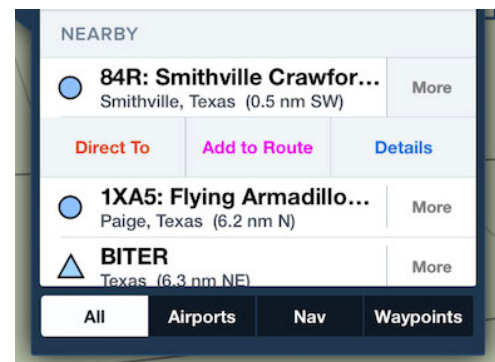 NEARBY
84R: Smithville Crawfor...
Smithville, Texas (0.5 nm SW)
More
Direct To
Add to Route
Details
1XA5: Flying Armadillo...
Paige, Texas (6.2 nm N)
More
BITER
Texas (6.3 nm NE)
More
All
Airports
Nav
Waypoints